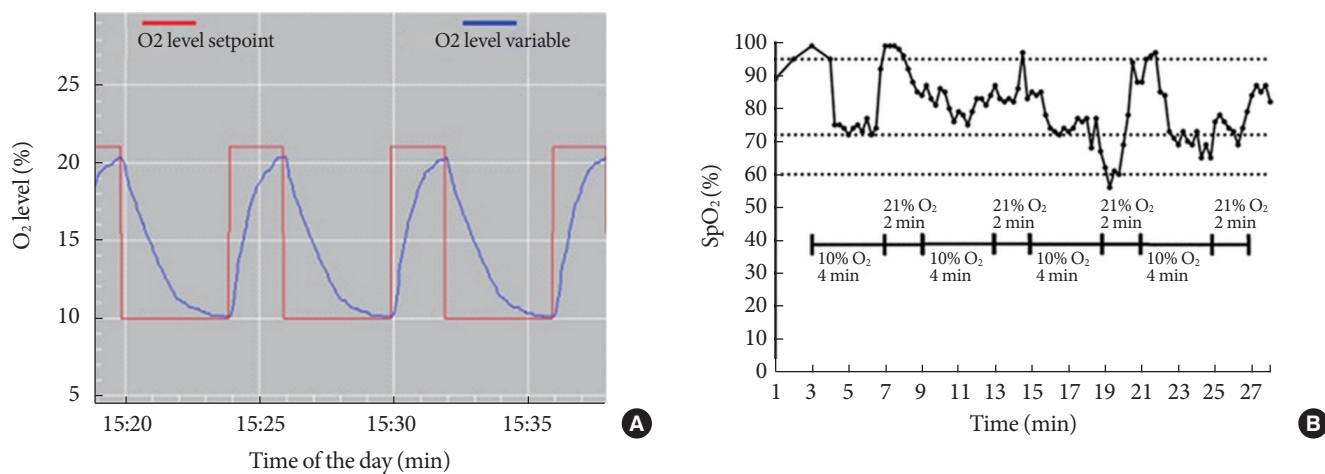 O2 level setpoint
O2 level variable
25
20
15
10
5
O₂ level (%)
15:20
15:25
15:30
15:35
Time of the day (min)
A
100
90
80
70
60
50
40
30
20
10
0
SpO₂ (%)
21% O₂
2 min
21% O₂
2 min
21% O₂
2 min
21% O₂
2 min
10% O₂
4 min
10% O₂
4 min
10% O₂
4 min
10% O₂
4 min
1 3 5 7 9 11 13 15 17 19 21 23 25 27
Time (min)
B